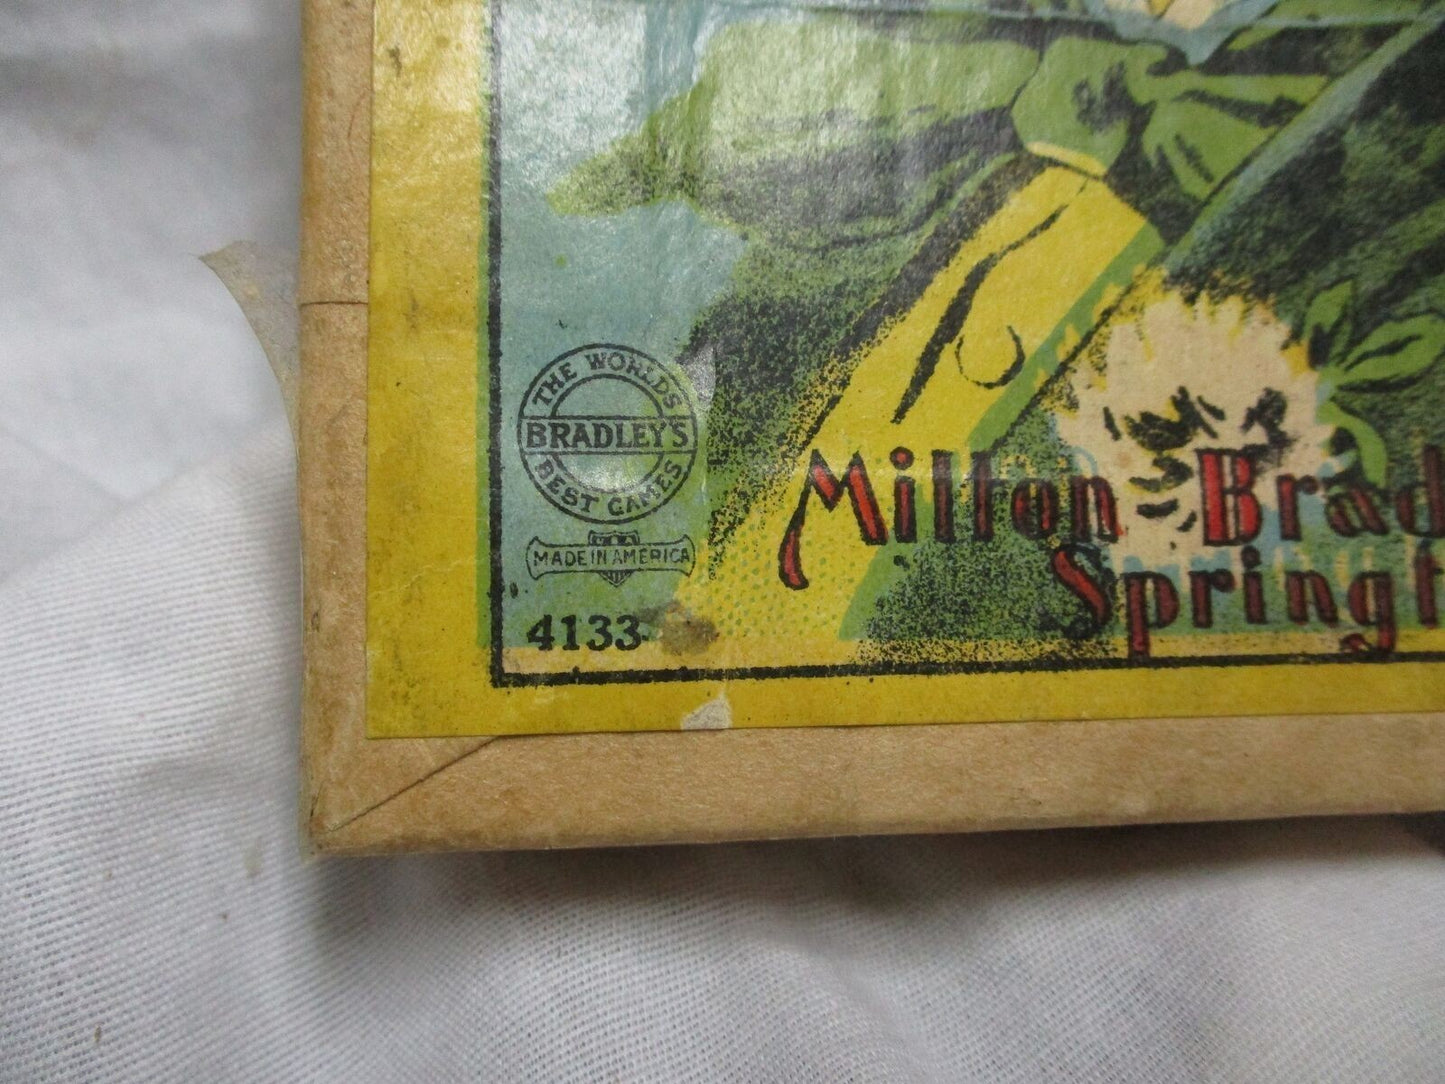 THE WORLDS
BRADLEY'S
BEST GAMES
MADE IN AMERICA
4133
Milton Brad
Springf